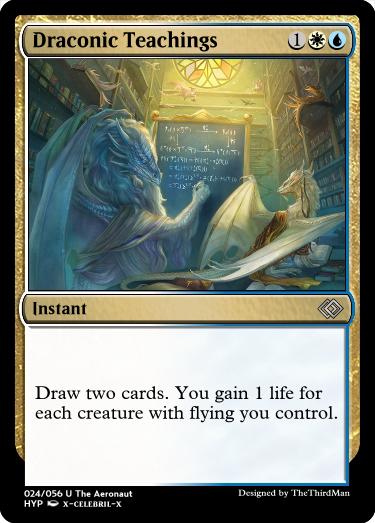 Draconic Teachings
1
Instant
Draw two cards. You gain 1 life for
each creature with flying you control.
024/056 U The Aeronaut
HYP X-CELEBRIL-X
Designed by TheThirdMan